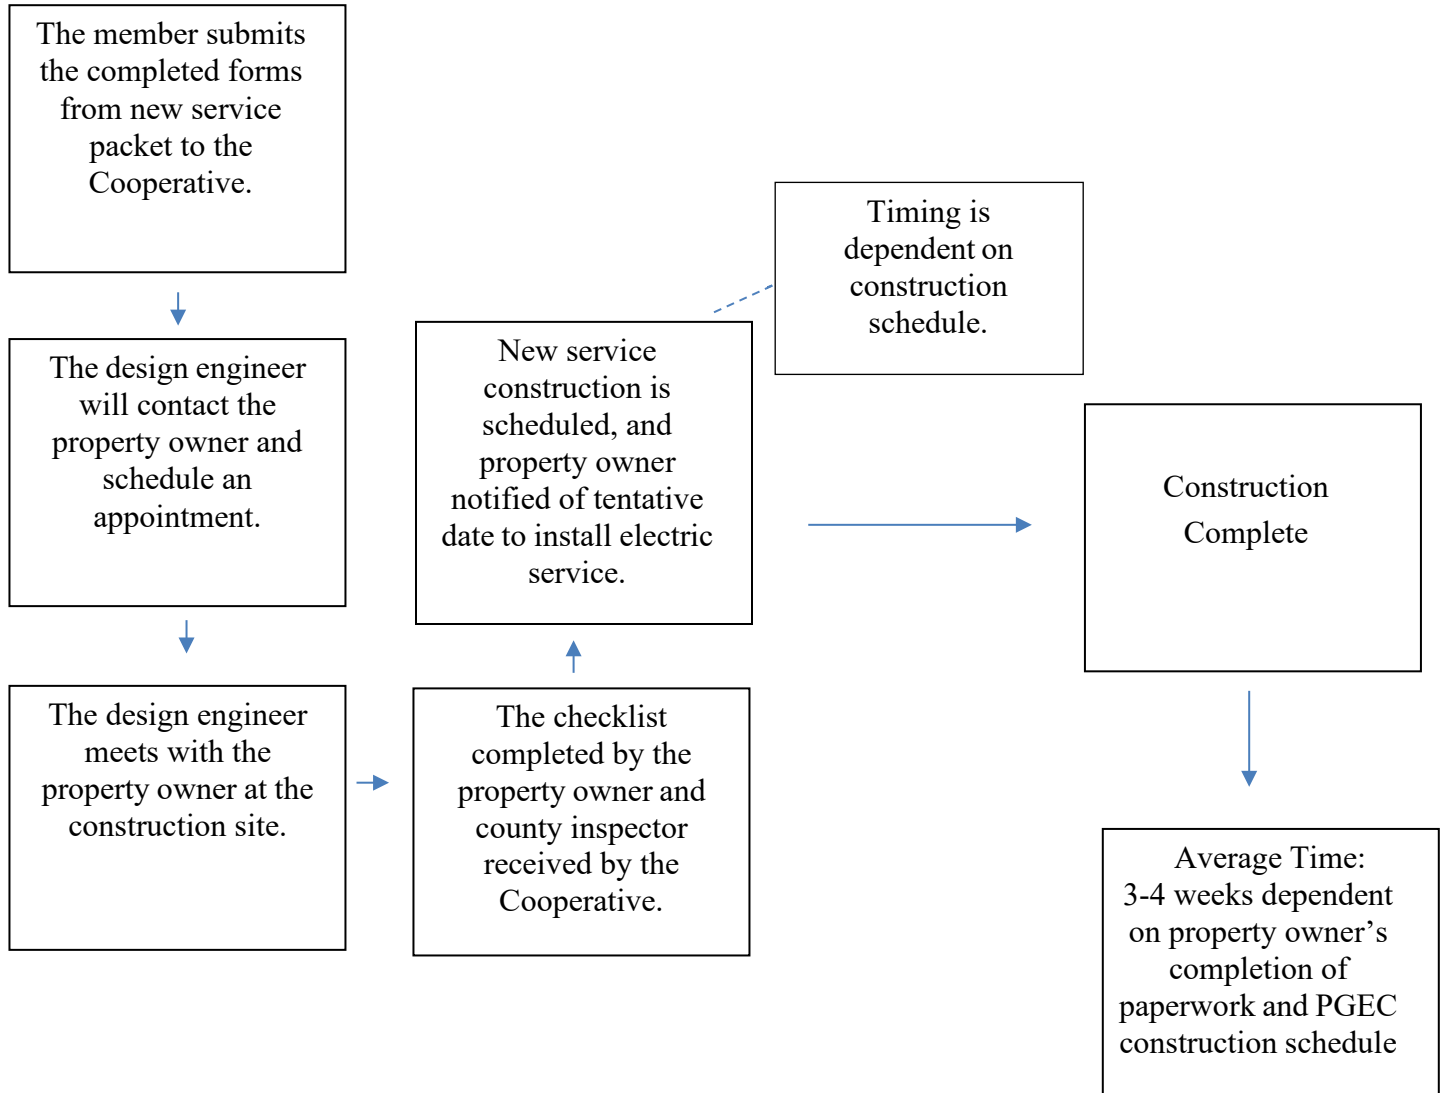 The member submits
the completed forms
from new service
packet to the
Cooperative.
The design engineer
will contact the
property owner and
schedule an
appointment.
The design engineer
meets with the
property owner at the
construction site.
The checklist
completed by the
property owner and
county inspector
received by the
Cooperative.
New service
construction is
scheduled, and
property owner
notified of tentative
date to install electric
service.
Timing is
dependent on
construction
schedule.
Construction
Complete
Average Time:
3-4 weeks dependent
on property owner’s
completion of
paperwork and PGEC
construction schedule